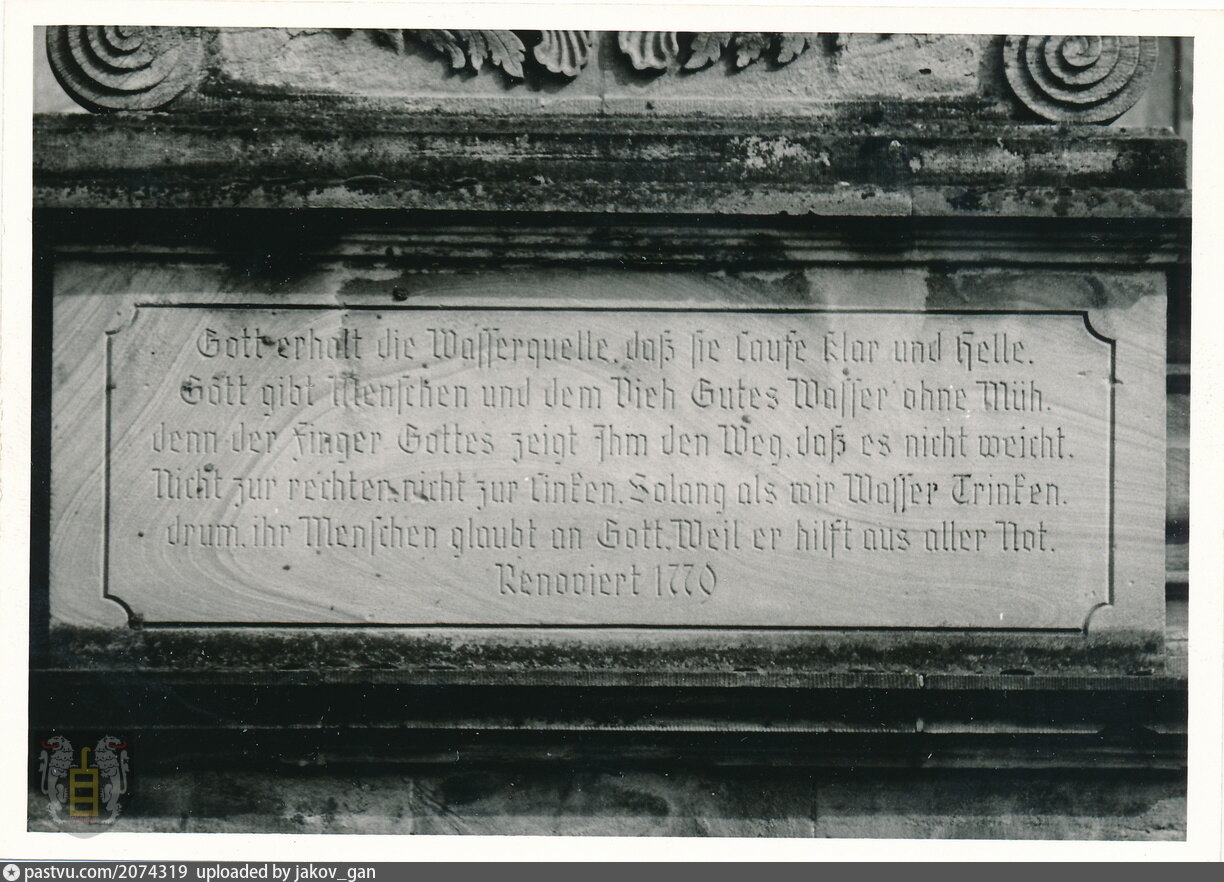 Gott erhalt die Wasserquelle, daß sie Laufe klar und Helle.
Gott gibt Menschen und dem Vieh Gutes Wasser ohne Müh.
denn der Finger Gottes zeigt Ihm den Weg, daß es nicht weicht.
Nicht zur rechten, nicht zur Linken, Solang als wir Wasser Trinken.
drum, ihr Menschen glaubt an Gott, Weil er hilft aus aller Not.
Renoviert 1770
pastvu.com/2074319 uploaded by jakov_gan